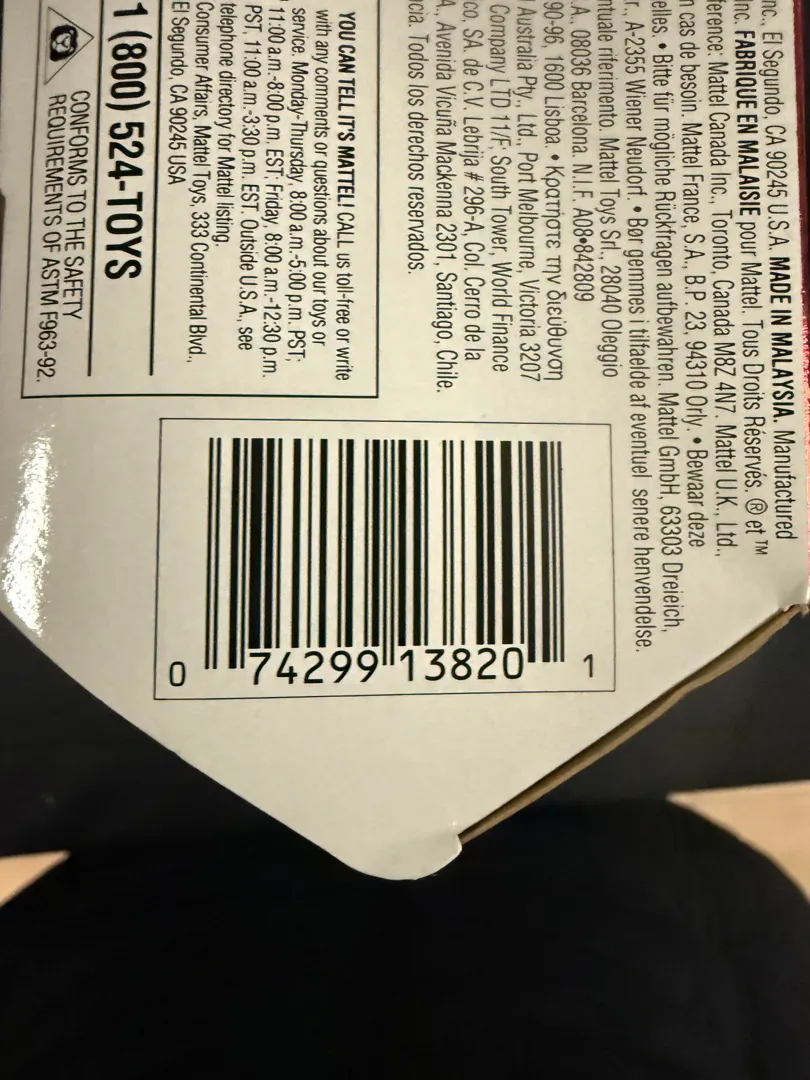 nc., El Segundo, CA 90245 U.S.A. MADE IN MALAYSIA. Manufactured
Inc. FABRIQUE EN MALAISIE pour Mattel. Tous Droits Réservés. ® et ™
Mattel Canada Inc., Toronto, Canada M8Z 4N7. Mattel U.K., Ltd.,
n cas de besoin. Mattel France, S.A., B.P. 23, 94310 Orly. • Bewaar deze
elles. • Bitte für mögliche Rückfragen aufbewahren. Mattel GmbH, 63303 Dreieich,
r., A-2355 Wiener Neudorf. • Bør gemmes i tilfaelde af eventuel senere henvendelse.
ntuale riferimento. Mattel Toys Srl., 28040 Oleggio
.A., 08036 Barcelona. N.I.F. A08•842809
90-96, 1600 Lisboa. • Κρατήστε την διεύθυνση
Australia Pty., Ltd., Port Melbourne, Victoria 3207
Company LTD 11/F, South Tower, World Finance
co, SA. de C.V. Lebrija # 296-A, Col. Cerro de la
A., Avenida Vicuña Mackenna 2301, Santiago, Chile.
ncia. Todos los derechos reservados.
YOU CAN TELL IT'S MATTEL! CALL us toll-free or write
with any comments or questions about our toys or
service. Monday-Thursday, 8:00 a.m.-5:00 p.m. PST;
11:00 a.m.-8:00 p.m. EST; Friday, 8:00 a.m.-12:30 p.m.
PST, 11:00 a.m.-3:30 p.m. EST. Outside U.S.A., see
telephone directory for Mattel listing.
Consumer Affairs, Mattel Toys, 333 Continental Blvd.,
El Segundo, CA 90245 USA
1 (800) 524-TOYS
CONFORMS TO THE SAFETY
REQUIREMENTS OF ASTM F963-92.
0 74299 13820 1